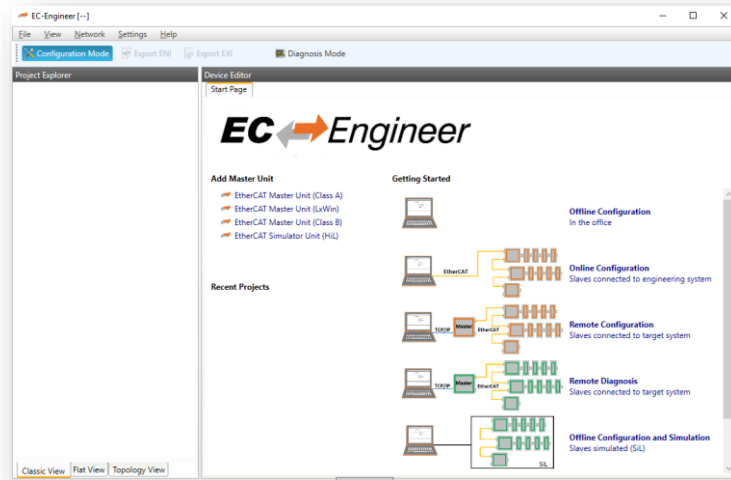 EC-Engineer [--]
File View Network Settings Help
Configuration Mode Export ENI Export EXI Diagnosis Mode
Project Explorer
Device Editor
Start Page
EC Engineer
Add Master Unit
EtherCAT Master Unit (Class A)
EtherCAT Master Unit (LxWin)
EtherCAT Master Unit (Class B)
EtherCAT Simulator Unit (HiL)
Recent Projects
Getting Started
Offline Configuration
In the office
EtherCAT
Online Configuration
Slaves connected to engineering system
TCP/IP Master EtherCAT
Remote Configuration
Slaves connected to target system
TCP/IP Master EtherCAT
Remote Diagnosis
Slaves connected to target system
SiL
Offline Configuration and Simulation
Slaves simulated (SiL)
Classic View Flat View Topology View